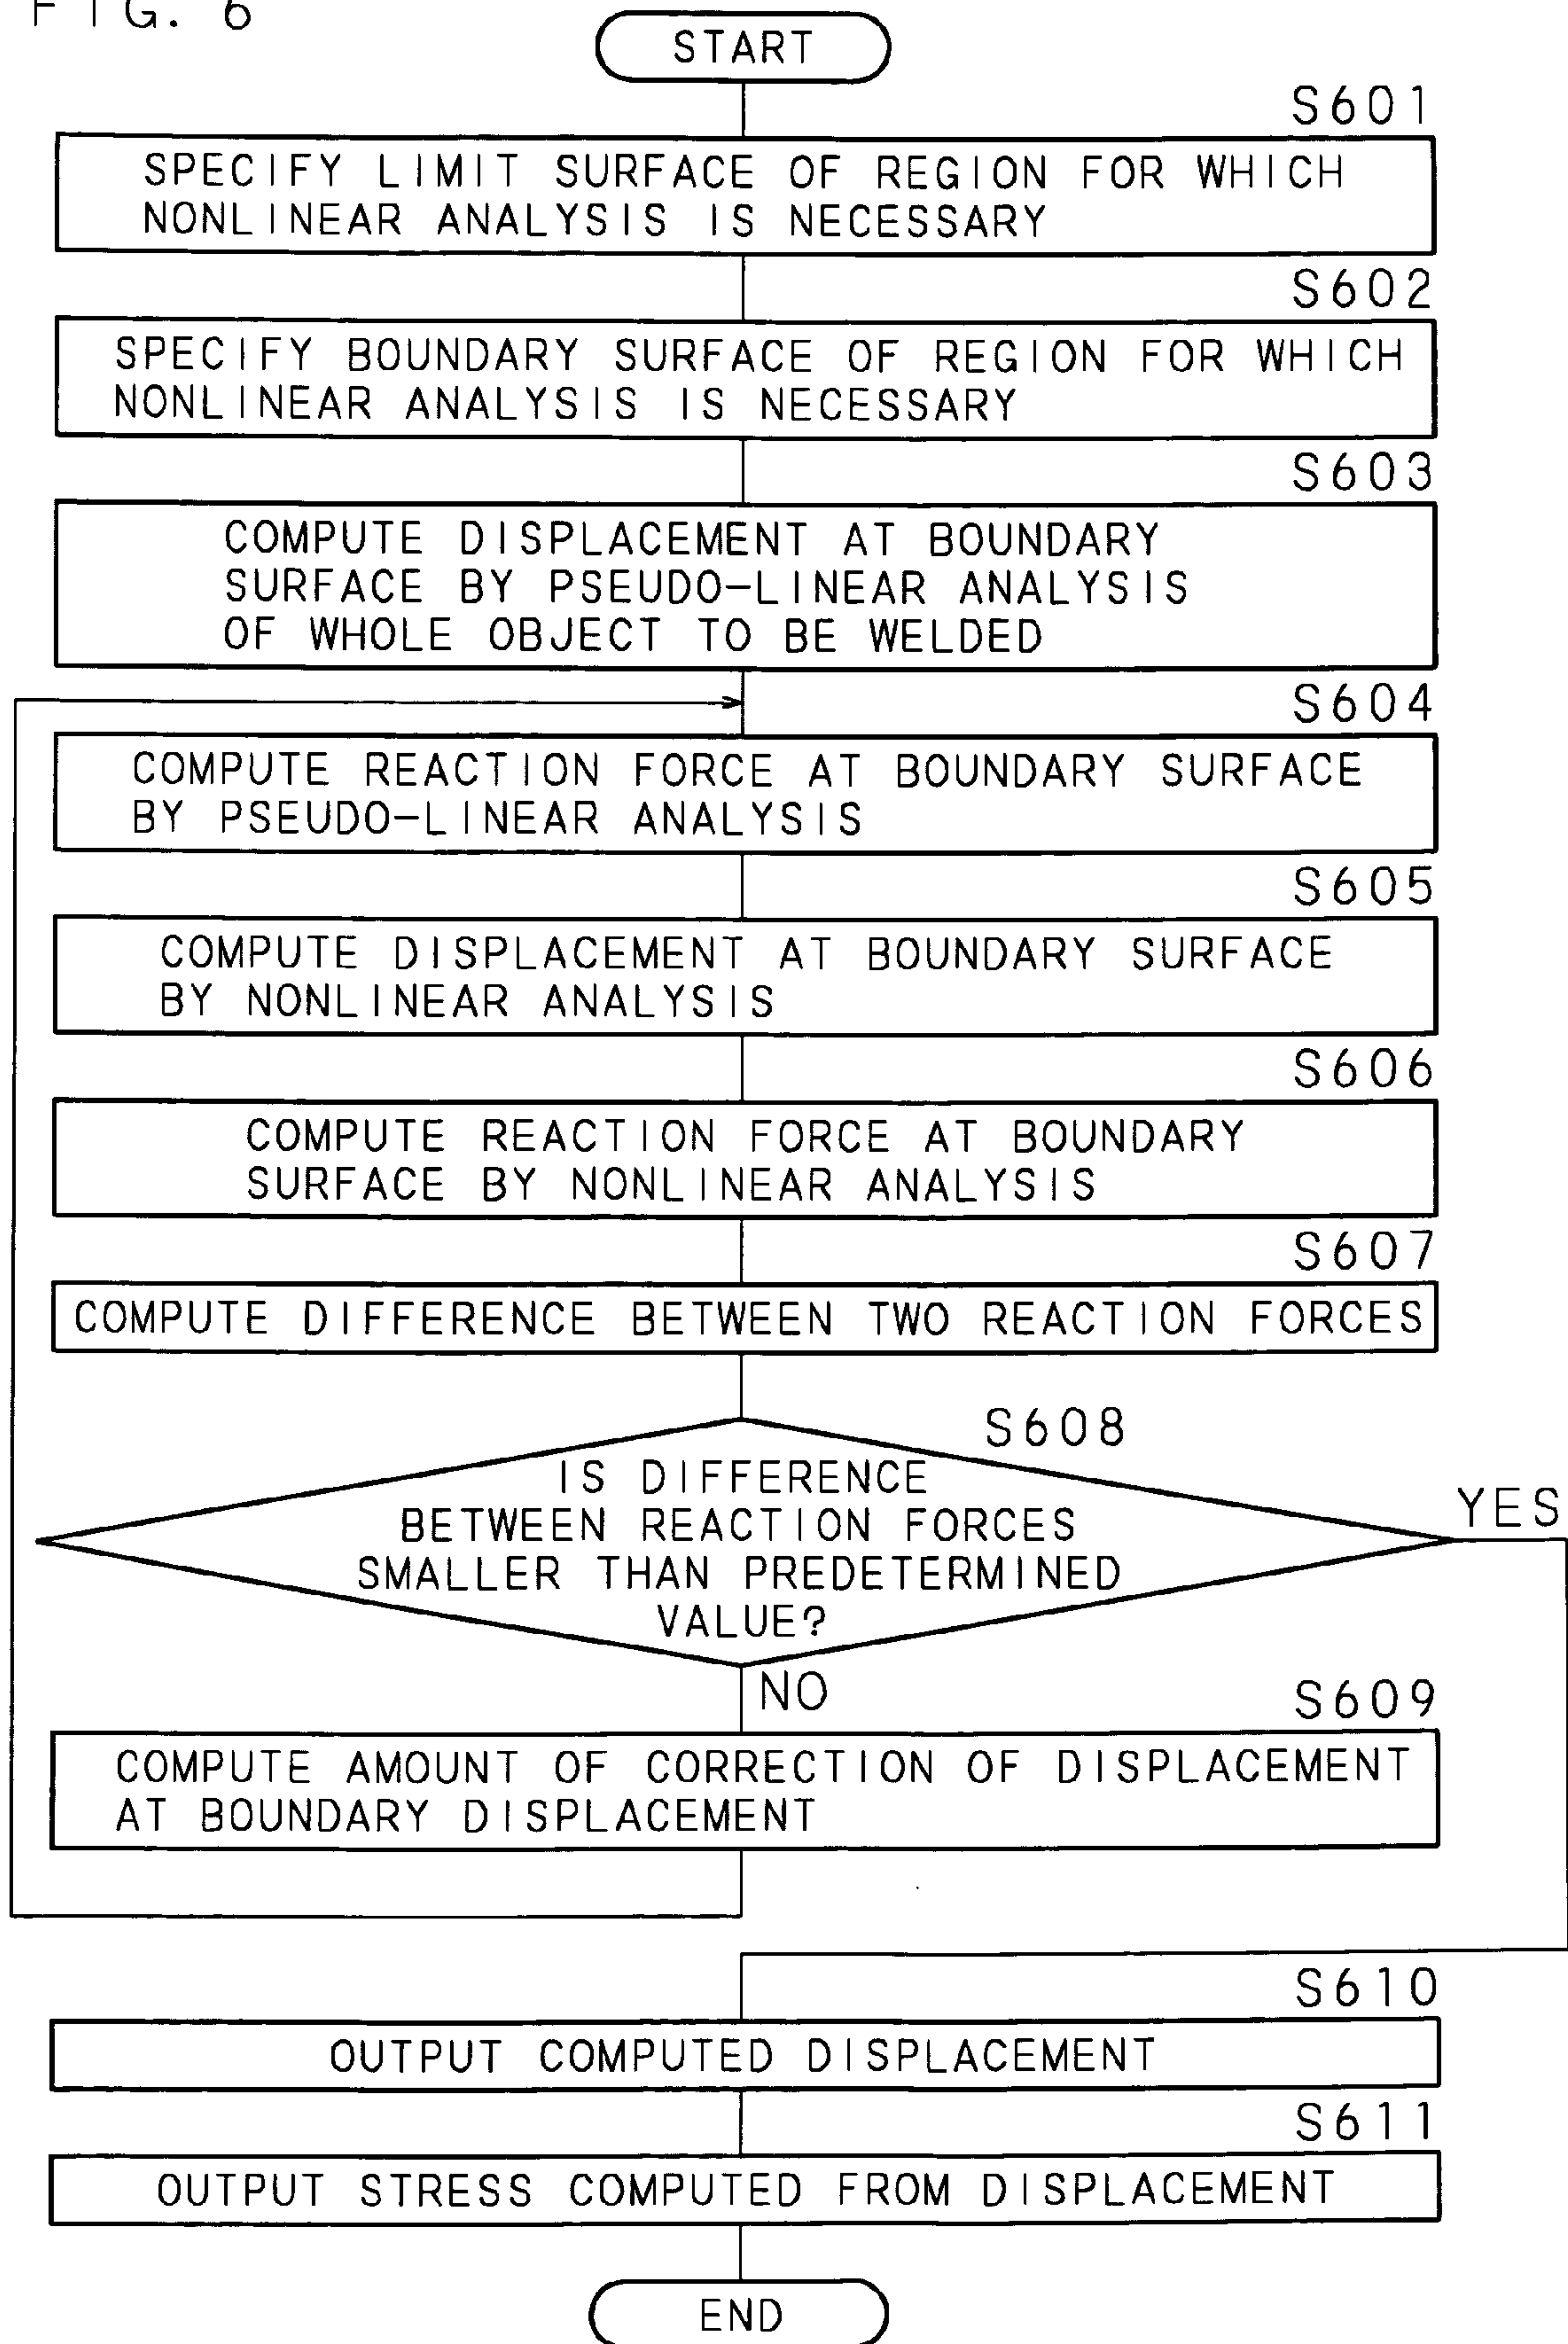 FIG. 6
START
S601
SPECIFY LIMIT SURFACE OF REGION FOR WHICH
NONLINEAR ANALYSIS IS NECESSARY
S602
SPECIFY BOUNDARY SURFACE OF REGION FOR WHICH
NONLINEAR ANALYSIS IS NECESSARY
S603
COMPUTE DISPLACEMENT AT BOUNDARY
SURFACE BY PSEUDO-LINEAR ANALYSIS
OF WHOLE OBJECT TO BE WELDED
S604
COMPUTE REACTION FORCE AT BOUNDARY SURFACE
BY PSEUDO-LINEAR ANALYSIS
S605
COMPUTE DISPLACEMENT AT BOUNDARY SURFACE
BY NONLINEAR ANALYSIS
S606
COMPUTE REACTION FORCE AT BOUNDARY
SURFACE BY NONLINEAR ANALYSIS
S607
COMPUTE DIFFERENCE BETWEEN TWO REACTION FORCES
S608
IS DIFFERENCE
BETWEEN REACTION FORCES
SMALLER THAN PREDETERMINED
VALUE?
YES
NO
S609
COMPUTE AMOUNT OF CORRECTION OF DISPLACEMENT
AT BOUNDARY DISPLACEMENT
S610
OUTPUT COMPUTED DISPLACEMENT
S611
OUTPUT STRESS COMPUTED FROM DISPLACEMENT
END